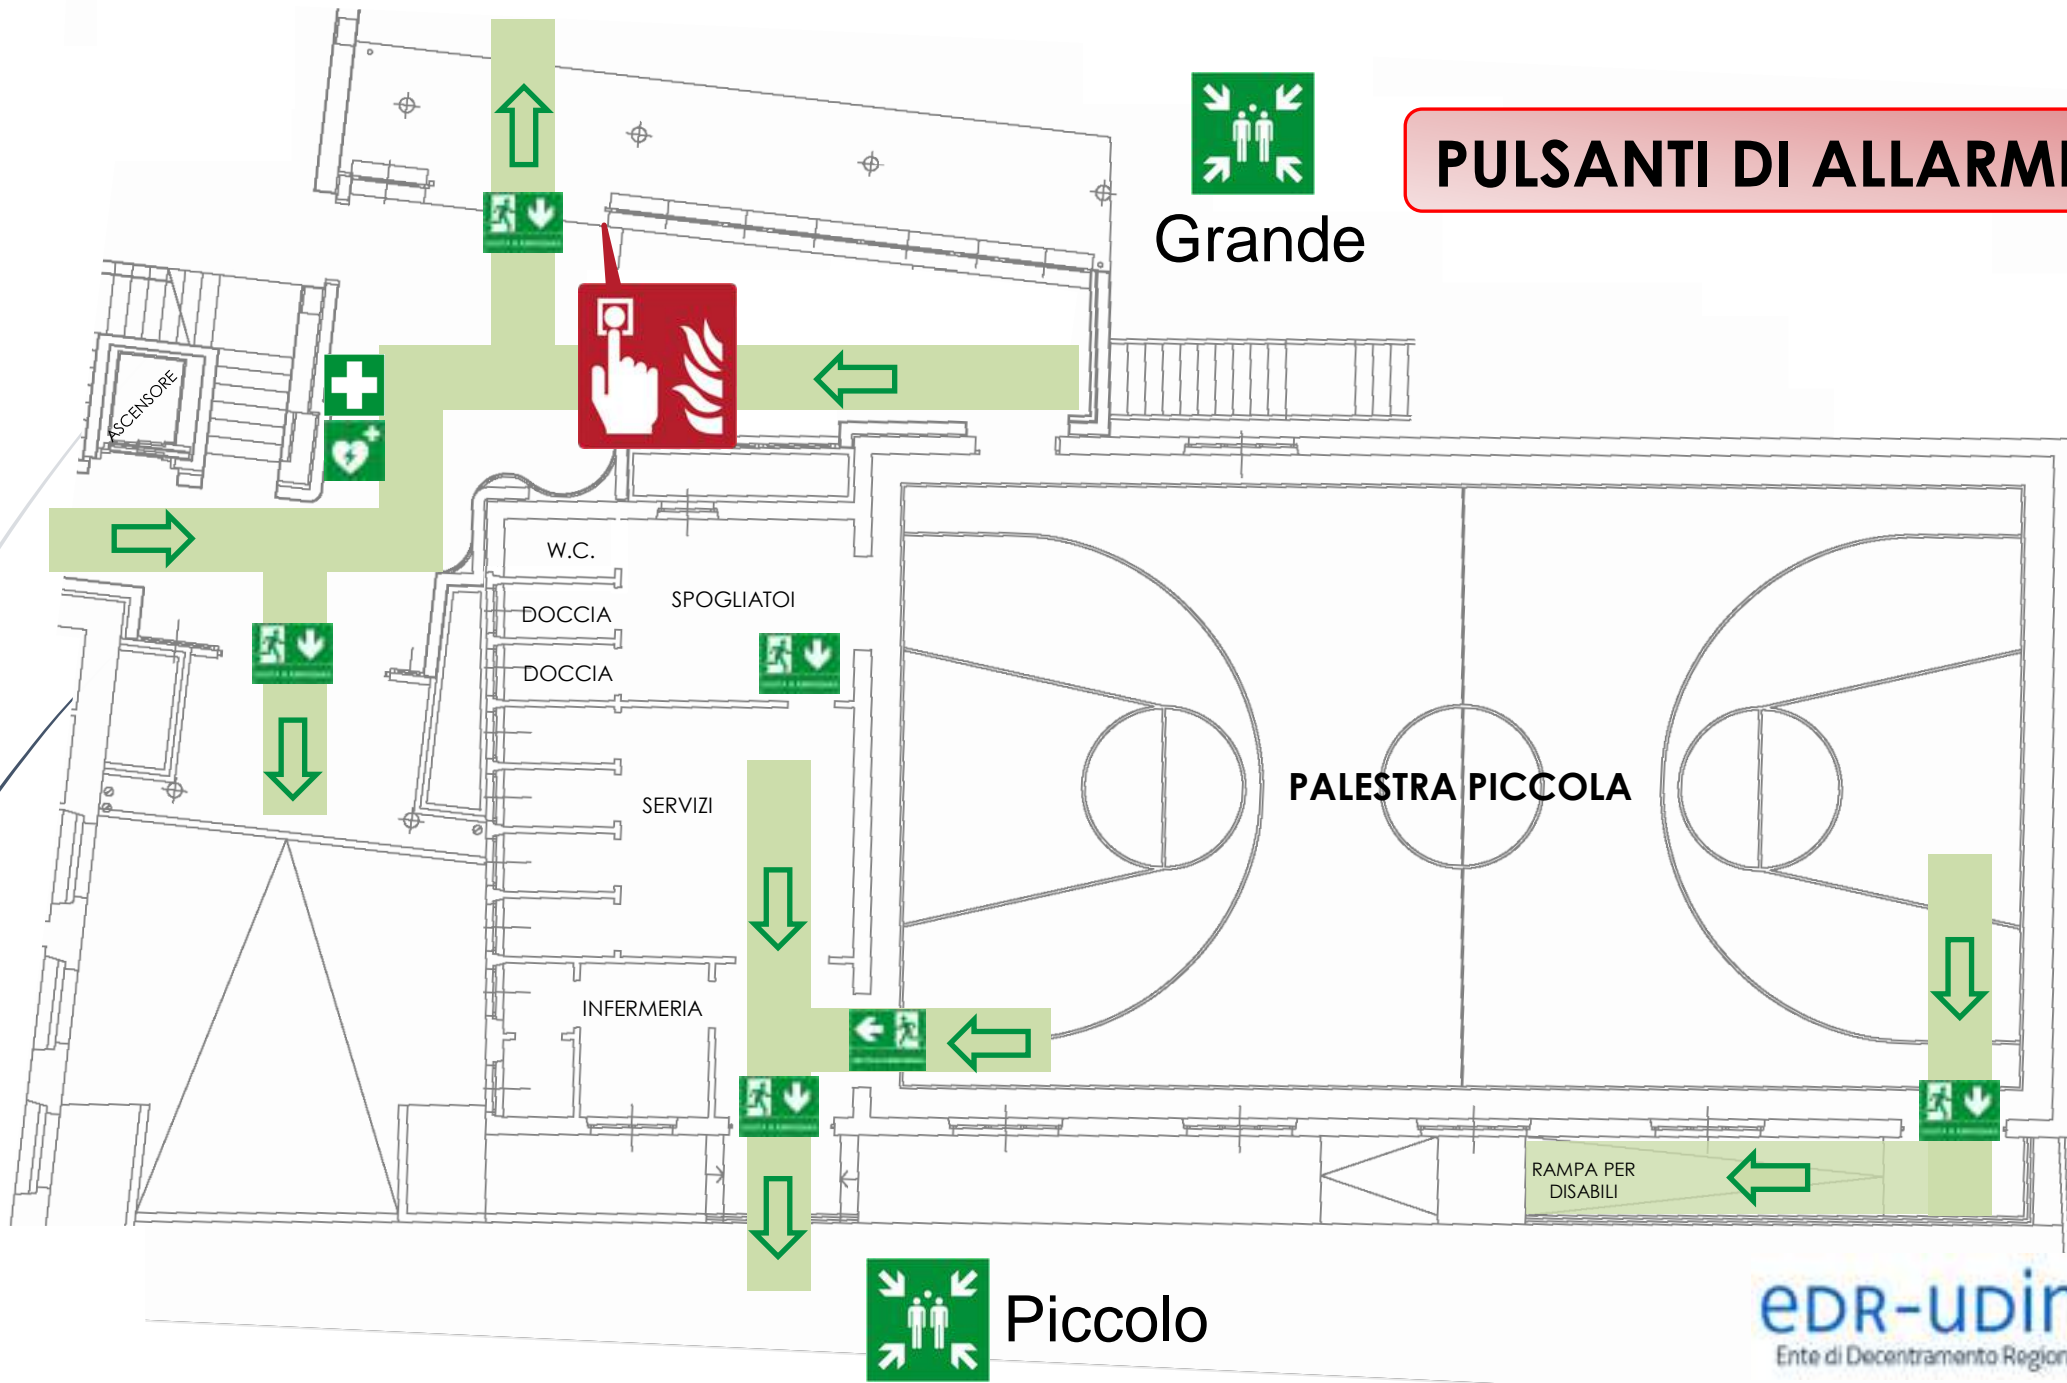 PULSANTI DI ALLARM
Grande
ASCENSORE
W.C.
DOCCIA
SPOGLIATOI
DOCCIA
SERVIZI
PALESTRA PICCOLA
INFERMERIA
RAMPA PER
DISABILI
Piccolo
eDR-uDin
Ente di Decentramento Region